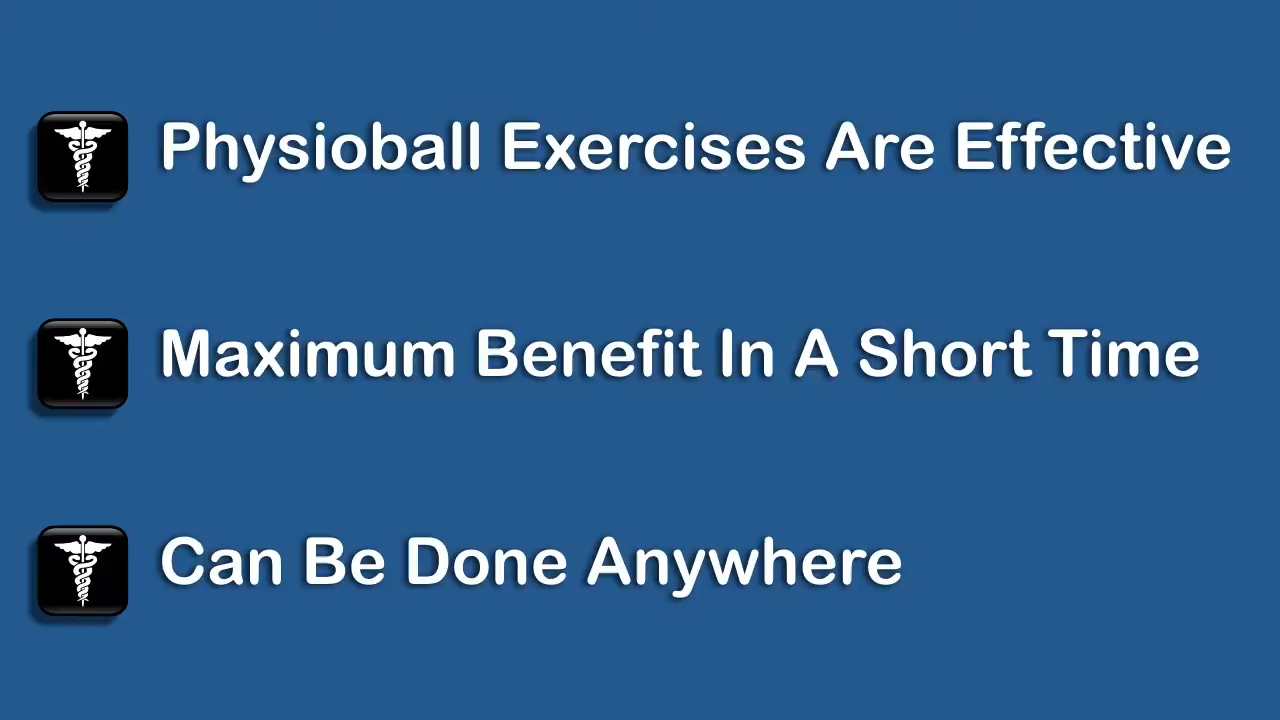 Physioball Exercises Are Effective
Maximum Benefit In A Short Time
Can Be Done Anywhere